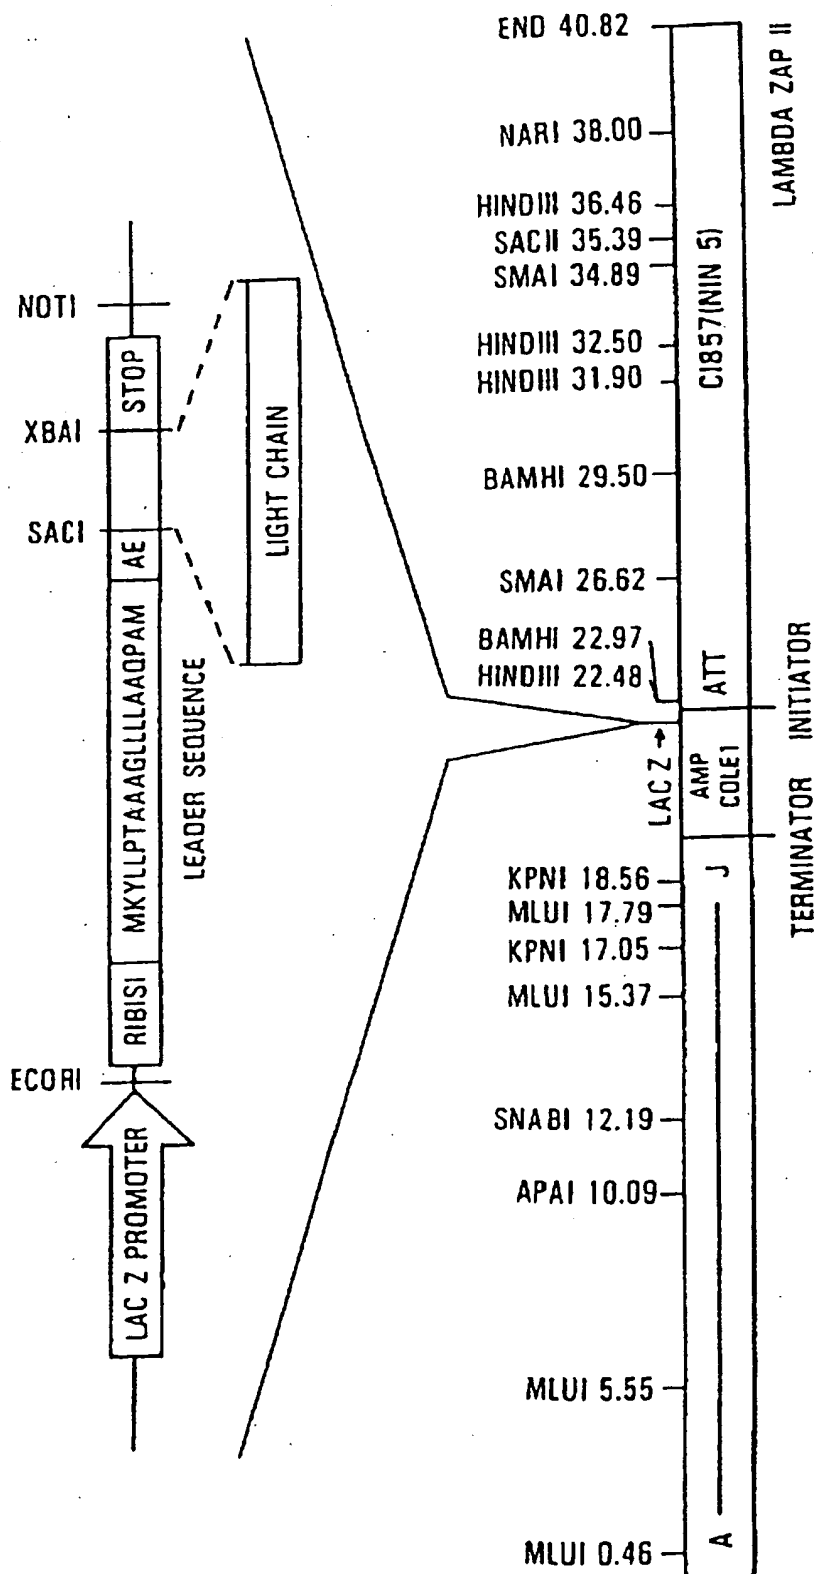 NOTI
XBAI
SACI
ECORI
STOP
AE
MKYLLPTAAAGLLLLAAQPAM
RIBISI
LAC Z PROMOTER
LEADER SEQUENCE
LIGHT CHAIN
END 40.82
NARI 38.00
HINDIII 36.46
SACII 35.39
SMAI 34.89
HINDIII 32.50
HINDIII 31.90
BAMHI 29.50
SMAI 26.62
BAMHI 22.97
HINDIII 22.48
LAC Z →
KPNI 18.56
MLUI 17.79
KPNI 17.05
MLUI 15.37
SNABI 12.19
APAI 10.09
MLUI 5.55
MLUI 0.46
CI857(NIN 5)
ATT
AMP
COLE1
J
A
LAMBDA ZAP II
INITIATOR
TERMINATOR